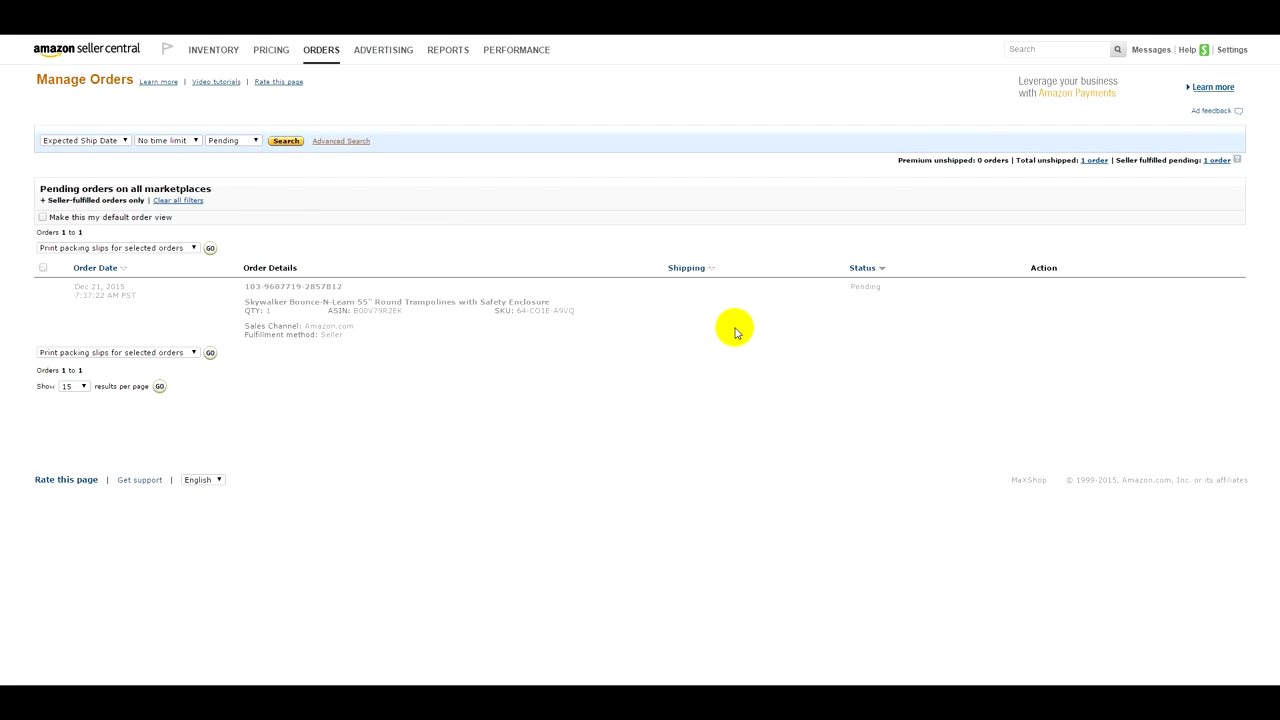 amazon seller central INVENTORY PRICING ORDERS ADVERTISING REPORTS PERFORMANCE Search Messages | Help S | Settings
Manage Orders Learn more | Video tutorials | Rate this page
Leverage your business
with Amazon Payments
Learn more
Ad feedback
Expected Ship Date No time limit Pending Search Advanced Search
Premium unshipped: 0 orders | Total unshipped: 1 order | Seller fulfilled pending: 1 order ?
Pending orders on all marketplaces
+ Seller-fulfilled orders only | Clear all filters
Make this my default order view
Orders 1 to 1
Print packing slips for selected orders GO
Order Date Order Details Shipping Status Action
Dec 21, 2015 103-9607719-2857812 Pending
7:37:22 AM PST
Skywalker Bounce-N-Learn 55" Round Trampolines with Safety Enclosure
QTY: 1 ASIN: B00V79R2EK SKU: 64-CO1E-A9VQ
Sales Channel: Amazon.com
Fulfillment method: Seller
Print packing slips for selected orders GO
Orders 1 to 1
Show 15 results per page GO
Rate this page | Get support | English MaXShop © 1999-2015, Amazon.com, Inc. or its affiliates